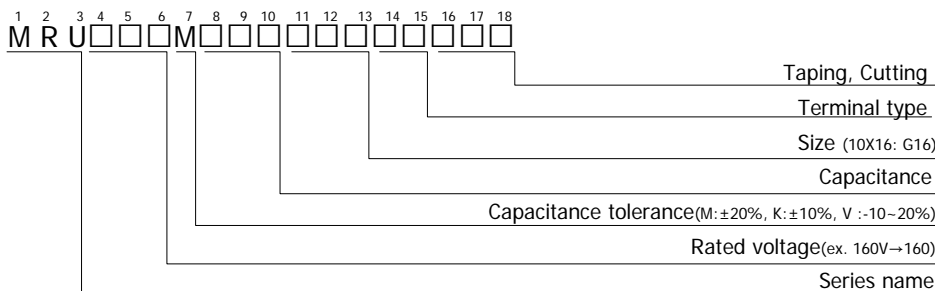 1 2 3 4 5 6 7 8 9 10 11 12 13 14 15 16 17 18
M R U□□□M□□□□□□□□□□□
Taping, Cutting
Terminal type
Size (10X16: G16)
Capacitance
Capacitance tolerance(M:±20%, K:±10%, V :-10~20%)
Rated voltage(ex. 160V→160)
Series name